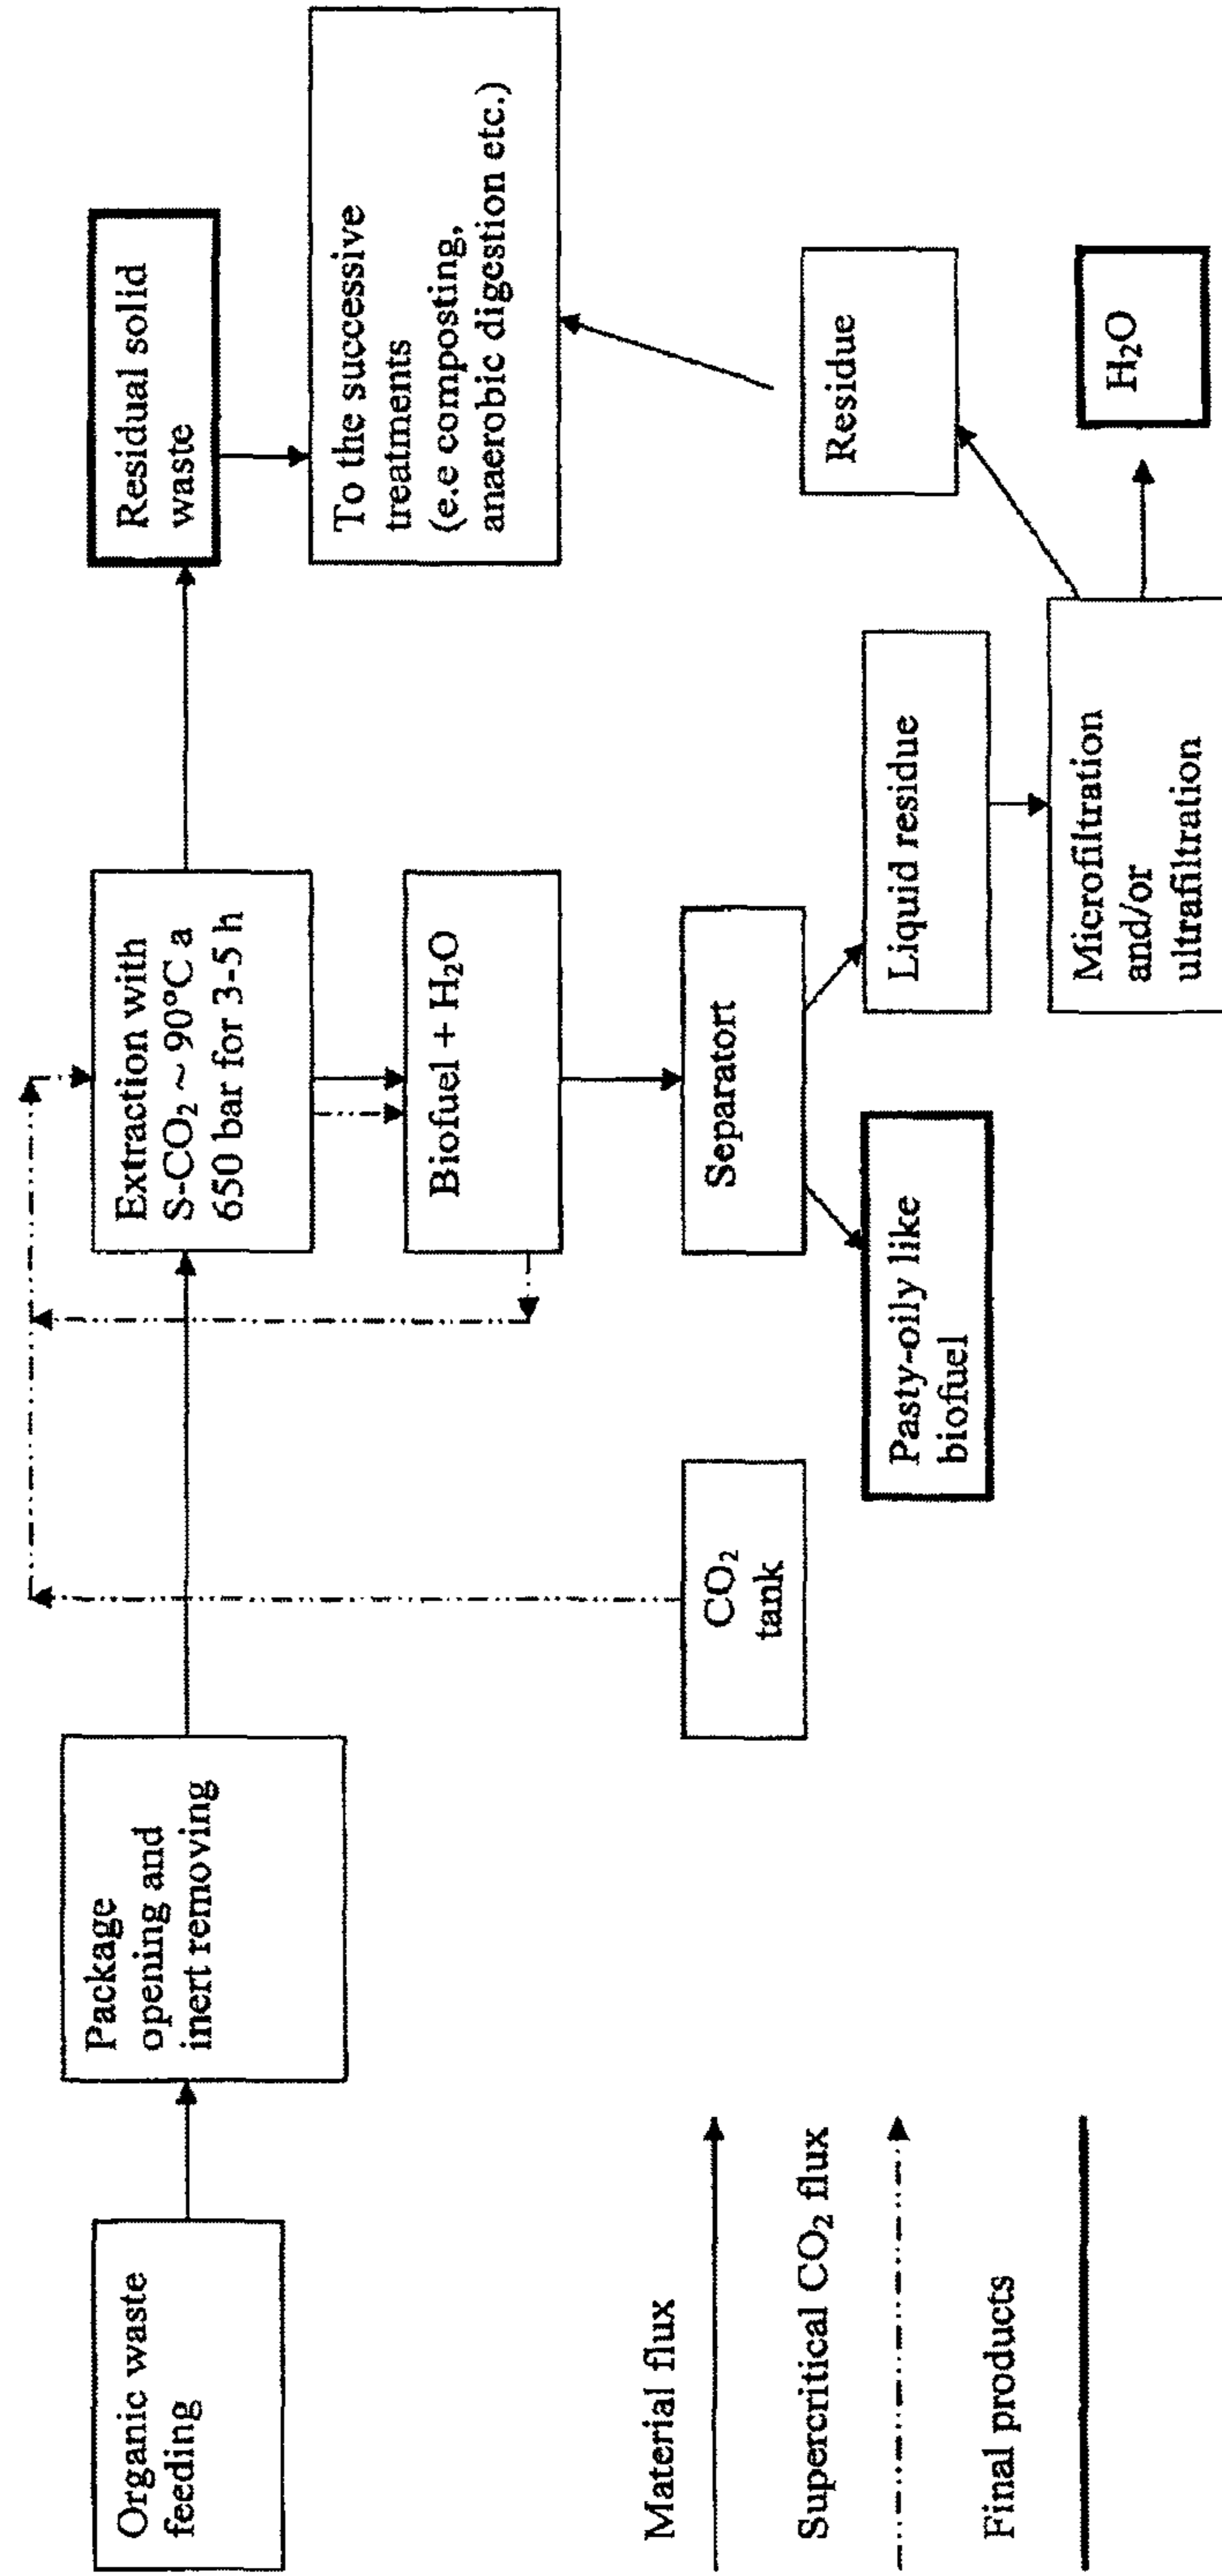 Organic waste
feeding
Package
opening and
inert removing
Extraction with
S-CO₂ ~ 90°C a
650 bar for 3-5 h
Residual solid
waste
To the successive
treatments
(e.e composting,
anaerobic digestion etc.)
Biofuel + H₂O
CO₂
tank
Separatort
Pasty-oily like
biofuel
Liquid residue
Residue
Microfiltration
and/or
ultrafiltration
H₂O
Material flux
Supercritical CO₂ flux
Final products